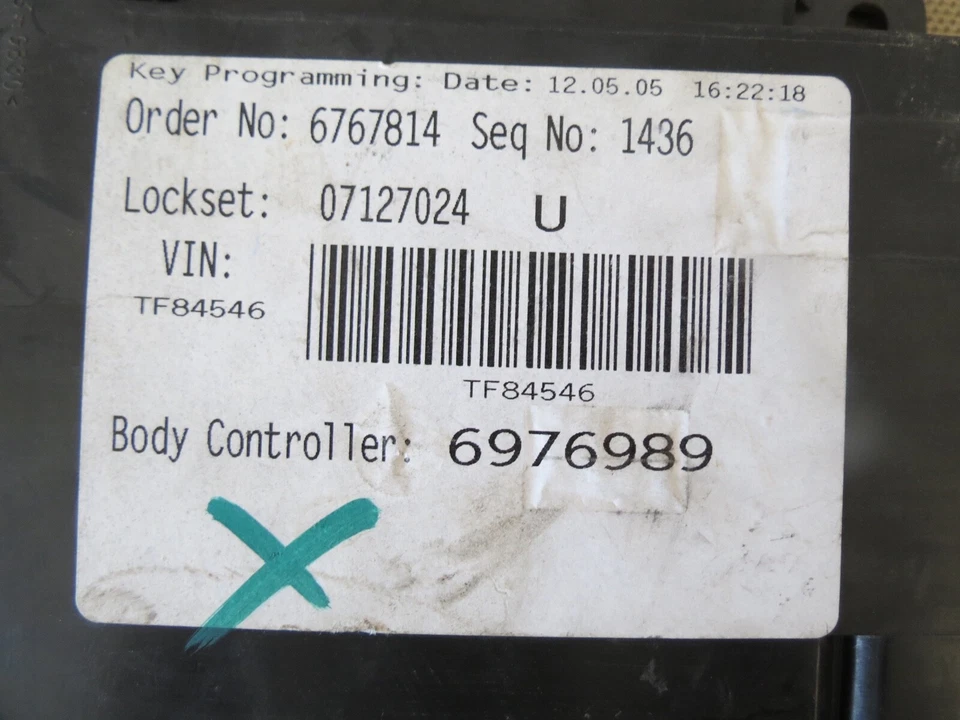 Key Programming: Date: 12.05.05 16:22:18
Order No: 6767814 Seq No: 1436
Lockset: 07127024 U
VIN:
TF84546
TF84546
Body Controller: 6976989